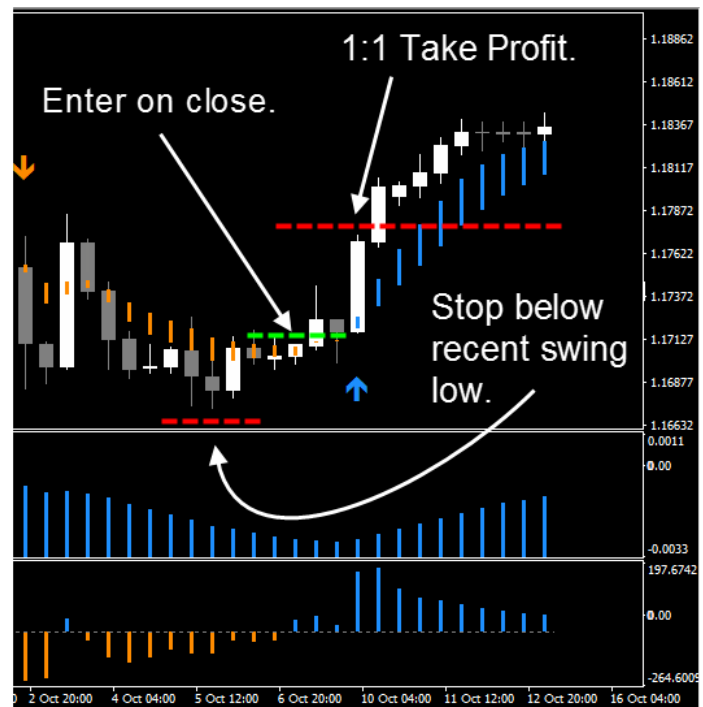 1:1 Take Profit.
Enter on close.
Stop below
recent swing
low.
1.18862
1.18612
1.18367
1.18117
1.17872
1.17622
1.17372
1.17127
1.16877
1.16632
0.0011
0.00
-0.0033
197.6742
0.00
-264.6009
2 Oct 20:00
4 Oct 04:00
5 Oct 12:00
6 Oct 20:00
10 Oct 04:00
11 Oct 12:00
12 Oct 20:00
16 Oct 04:00